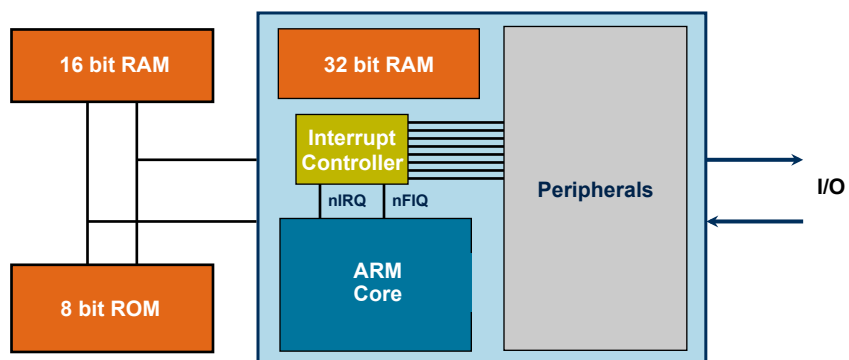 16 bit RAM
32 bit RAM
Interrupt
Controller
Peripherals
I/O
nIRQ
nFIQ
ARM
Core
8 bit ROM